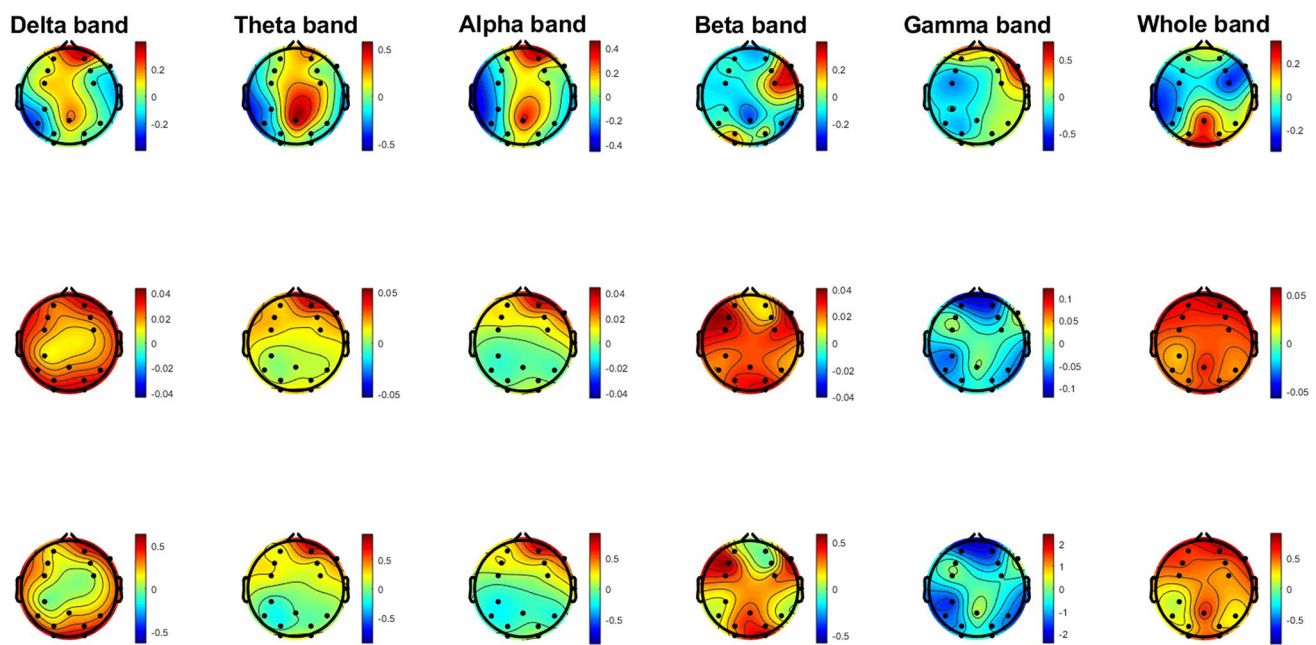 Delta band Theta band Alpha band Beta band Gamma band Whole band
0.2 0.5 0.4 0.2 0.5 0.2
0.2
0 0 0 0 0 0
-0.2 -0.2 -0.2 -0.5 -0.2
-0.5 -0.4
0.04 0.05 0.04 0.04 0.1 0.05
0.02 0.02 0.02 0.05
0 0 0 0 0 0
-0.02 -0.02 -0.02 -0.05
-0.04 -0.05 -0.04 -0.04 -0.1 -0.05
0.5 0.5 0.5 0.5 2 0.5
1
0 0 0 0 0 0
-1
-0.5 -0.5 -0.5 -0.5 -2 -0.5